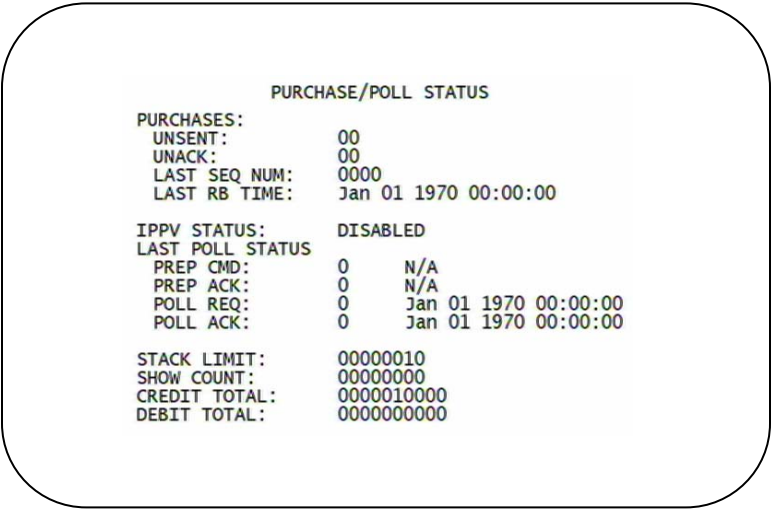 PURCHASE/POLL STATUS
PURCHASES:
UNSENT: 00
UNACK: 00
LAST SEQ NUM: 0000
LAST RB TIME: Jan 01 1970 00:00:00
IPPV STATUS: DISABLED
LAST POLL STATUS
PREP CMD: 0 N/A
PREP ACK: 0 N/A
POLL REQ: 0 Jan 01 1970 00:00:00
POLL ACK: 0 Jan 01 1970 00:00:00
STACK LIMIT: 00000010
SHOW COUNT: 00000000
CREDIT TOTAL: 0000010000
DEBIT TOTAL: 0000000000